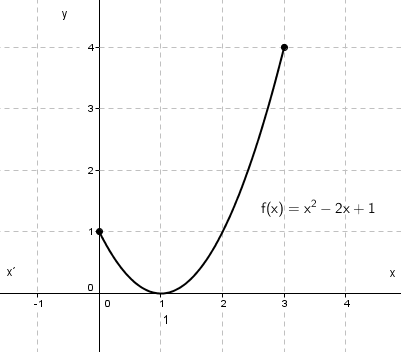 y
4
3
2
f(x) = x² − 2x + 1
1
x´
x
0
-1 0 1 2 3 4
1